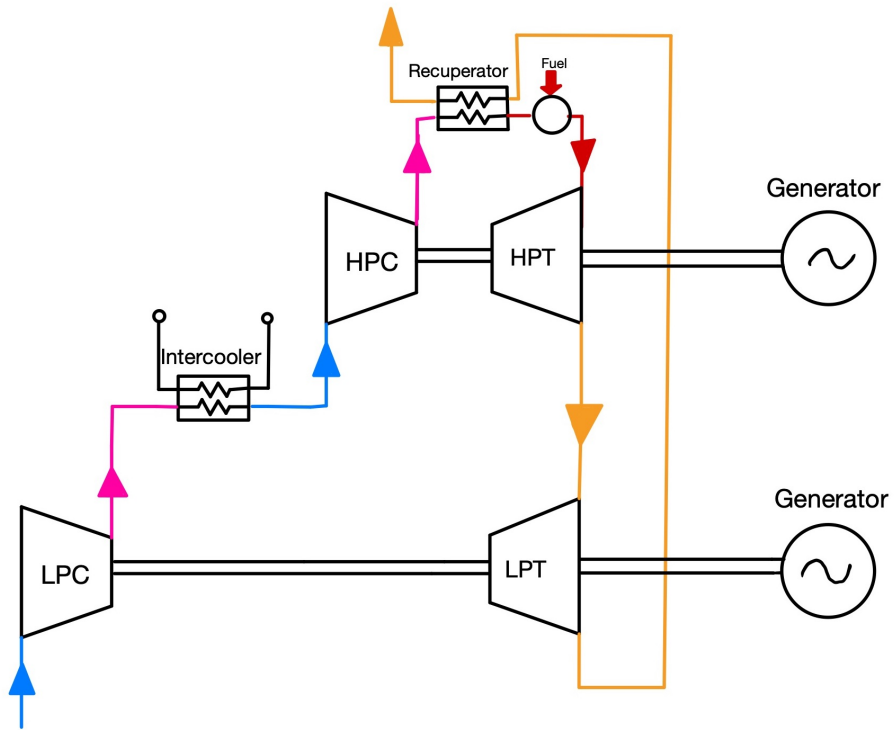 Recuperator
Fuel
Generator
HPC
HPT
Intercooler
Generator
LPC
LPT